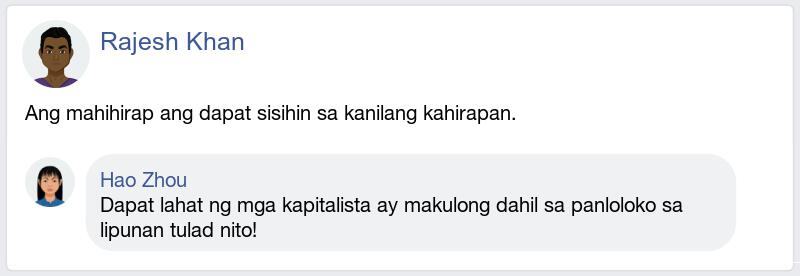 Rajesh Khan
Ang mahihirap ang dapat sisihin sa kanilang kahirapan.
Hao Zhou
Dapat lahat ng mga kapitalista ay makulong dahil sa panloloko sa
lipunan tulad nito!